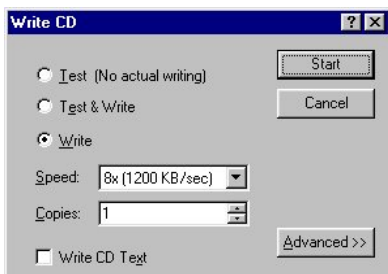 Write CD
Test (No actual writing)
Start
Test & Write
Cancel
Write
Speed: 8x (1200 KB/sec)
Copies: 1
Write CD Text
Advanced >>